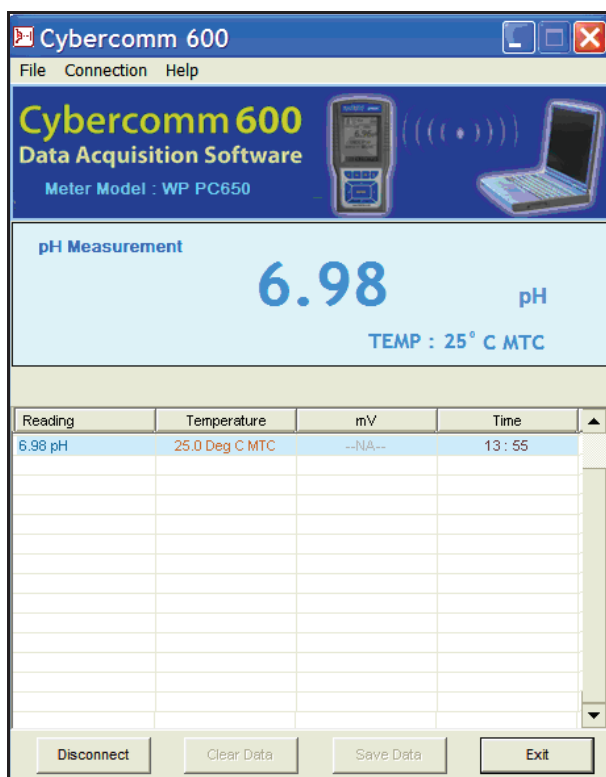 Cybercomm 600
File Connection Help
Cybercomm 600
Data Acquisition Software
Meter Model : WP PC650
pH Measurement
6.98 pH
TEMP : 25° C MTC
Reading Temperature mV Time
6.98 pH 25.0 Deg C MTC --NA-- 13 : 55
Disconnect Clear Data Save Data Exit